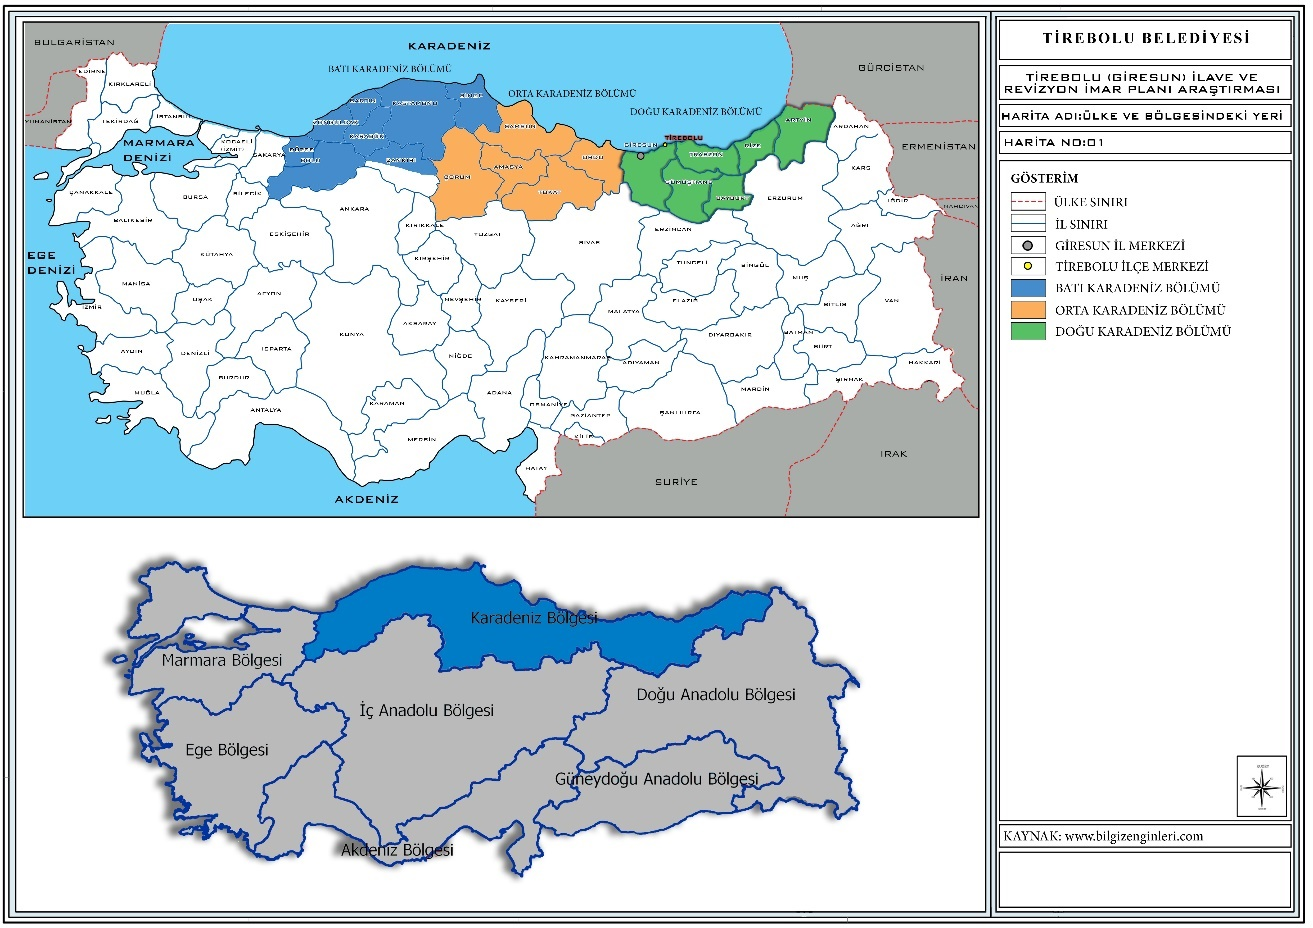 BULGARİSTAN
KARADENİZ
BATI KARADENİZ BÖLÜMÜ
ORTA KARADENİZ BÖLÜMÜ
DOĞU KARADENİZ BÖLÜMÜ
GÜRCİSTAN
ERMENİSTAN
İRAN
IRAK
SURİYE
AKDENİZ
EGE
DENİZİ
MARMARA
DENİZİ
EDİRNE
KIRKLARELİ
TEKİRDAĞ
İSTANBUL
KOCAELİ
SAKARYA
BOLU
KASTAMONU
SAMSUN
ORDU
GİRESUN
TİREBOLU
TRABZON
RİZE
ARTVİN
ARDAHAN
KARS
IĞDIR
AĞRI
ERZURUM
ERZİNCAN
ÇORUM
AMASYA
TOKAT
ÇANAKKALE
BALIKESİR
BURSA
BİLECİK
ESKİŞEHİR
ANKARA
KIRIKKALE
YOZGAT
SİVAS
KÜTAHYA
KIRŞEHİR
TUNCELİ
BİNGÖL
MUŞ
MANİSA
İZMİR
UŞAK
AFYON
NEVŞEHİR
KAYSERİ
MALATYA
ELAZIĞ
BİTLİS
VAN
AYDIN
DENİZLİ
ISPARTA
KONYA
AKSARAY
NİĞDE
KAHRAMANMARAŞ
ADIYAMAN
DİYARBAKIR
BATMAN
SİİRT
HAKKARİ
ŞIRNAK
MARDİN
MUĞLA
BURDUR
ANTALYA
KARAMAN
MERSİN
ADANA
OSMANİYE
GAZİANTEP
ŞANLIURFA
KİLİS
HATAY
Karadeniz Bölgesi
Marmara Bölgesi
İç Anadolu Bölgesi
Doğu Anadolu Bölgesi
Ege Bölgesi
Güneydoğu Anadolu Bölgesi
Akdeniz Bölgesi
TİREBOLU BELEDİYESİ
TİREBOLU (GİRESUN) İLAVE VE
REVİZYON İMAR PLANI ARAŞTIRMASI
HARİTA ADI:ÜLKE VE BÖLGESİNDEKİ YERİ
HARİTA NO:01
GÖSTERİM
ÜLKE SINIRI
İL SINIRI
GİRESUN İL MERKEZİ
TİREBOLU İLÇE MERKEZİ
BATI KARADENİZ BÖLÜMÜ
ORTA KARADENİZ BÖLÜMÜ
DOĞU KARADENİZ BÖLÜMÜ
KAYNAK: www.bilgizenginleri.com